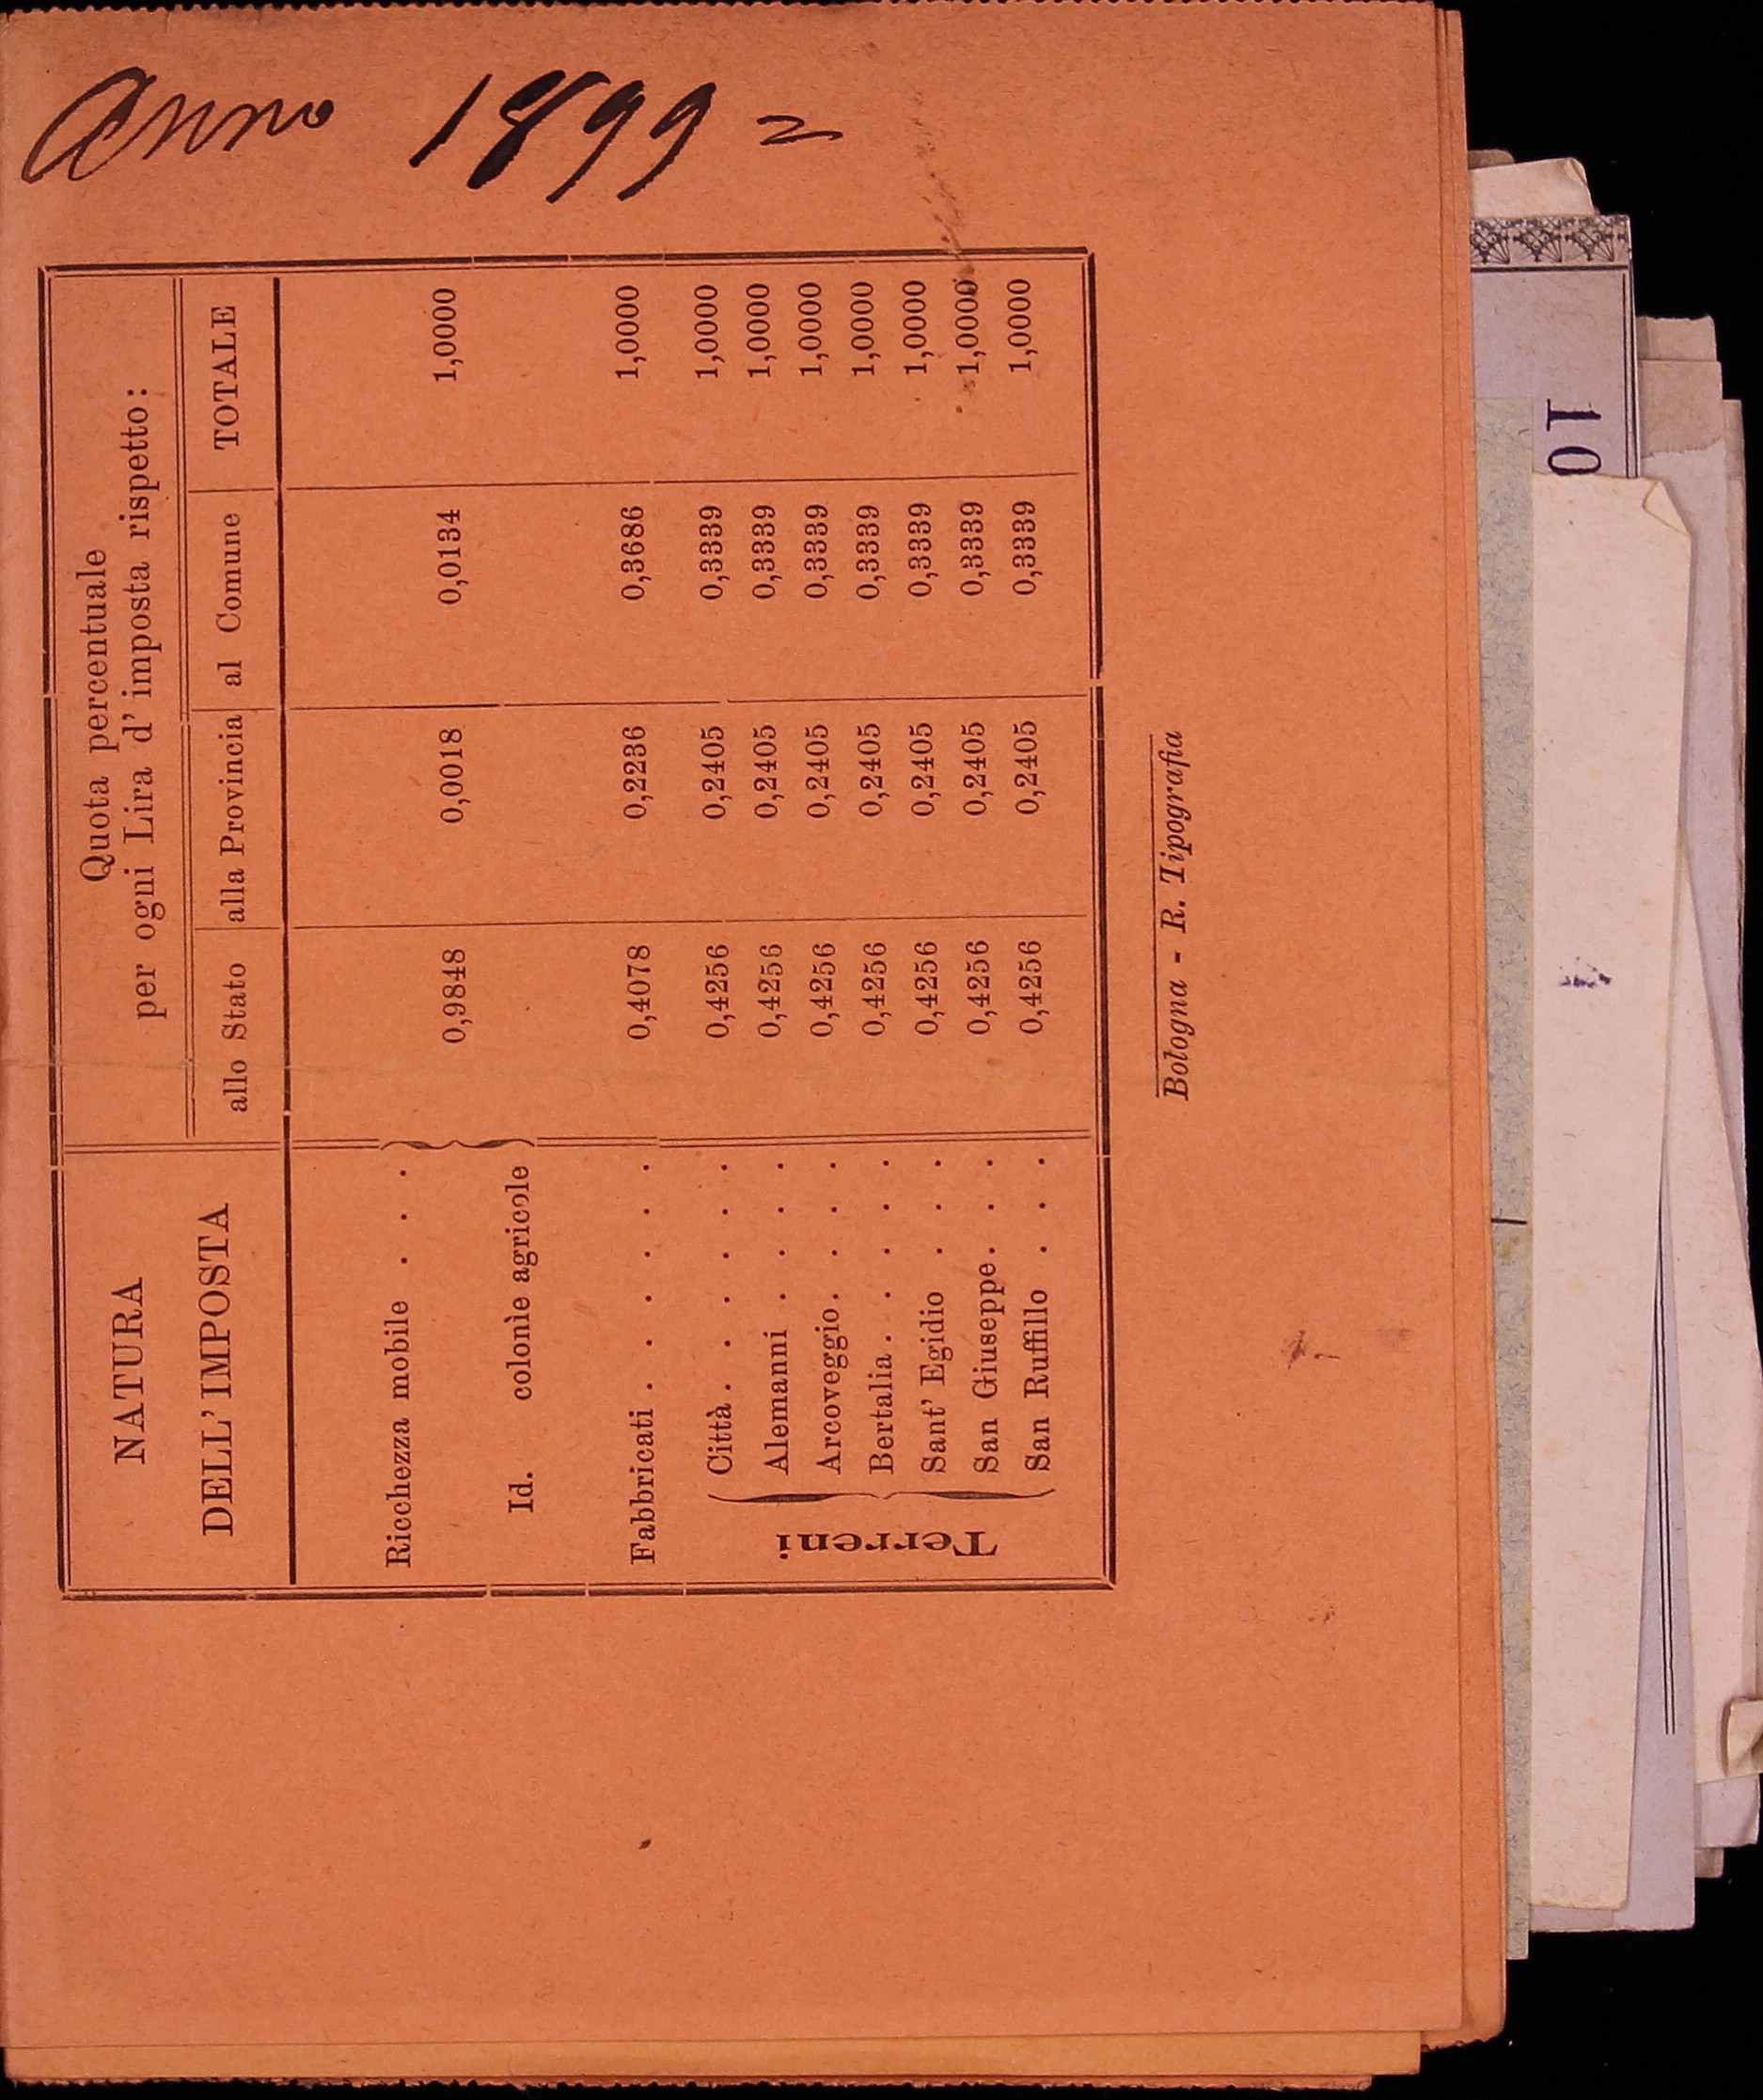 Anno 1899=
NATURA
DELL' IMPOSTA
Quota percentuale
per ogni Lira d' imposta rispetto:
allo Stato alla Provincia al Comune TOTALE
Ricchezza mobile . . .
0,9848 0,0018 0,0134 1,0000
Id. colonie agricole
Fabbricati . . . . . . 0,4078 0,2236 0,3686 1,0000
Terreni
Città . . . . . . 0,4256 0,2405 0,3339 1,0000
Alemanni . . . . 0,4256 0,2405 0,3339 1,0000
Arcoveggio . . . . 0,4256 0,2405 0,3339 1,0000
Bertalia . . . . . 0,4256 0,2405 0,3339 1,0000
Sant' Egidio . . . 0,4256 0,2405 0,3339 1,0000
San Giuseppe . . . 0,4256 0,2405 0,3339 1,0000
San Ruffillo . . . 0,4256 0,2405 0,3339 1,0000
Bologna - R. Tipografia
10